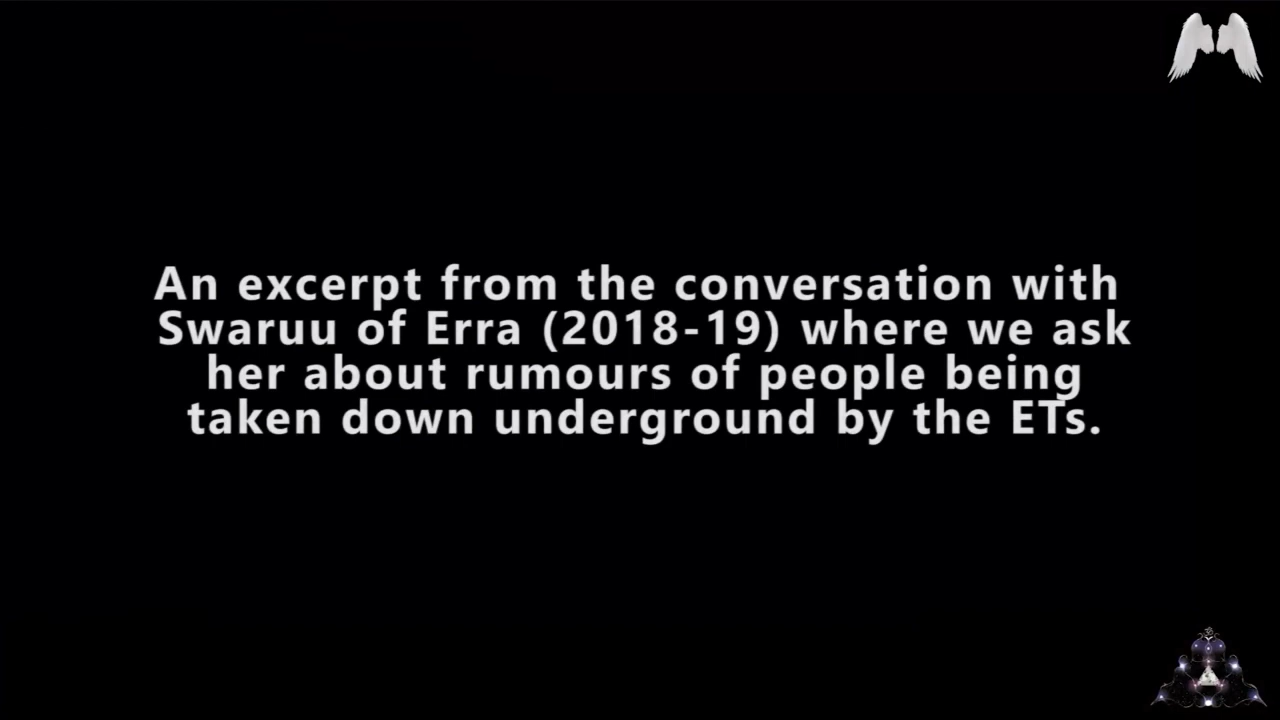 An excerpt from the conversation with
Swaruu of Erra (2018-19) where we ask
her about rumours of people being
taken down underground by the ETs.